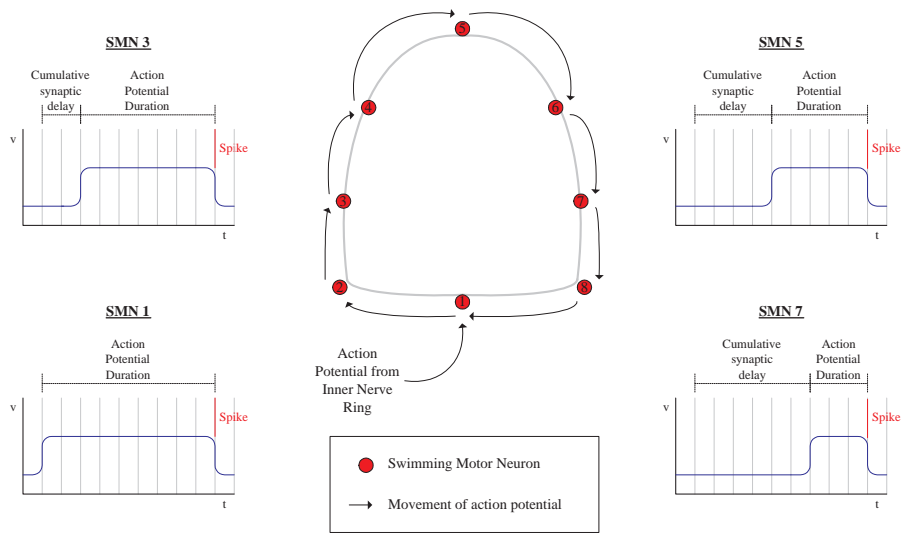 SMN 3
Cumulative
synaptic
delay
Action
Potential
Duration
v
Spike
t
SMN 1
Action
Potential
Duration
v
Spike
t
5
4
6
3
7
2
8
1
Action
Potential from
Inner Nerve
Ring
Swimming Motor Neuron
Movement of action potential
SMN 5
Cumulative
synaptic
delay
Action
Potential
Duration
v
Spike
t
SMN 7
Cumulative
synaptic
delay
Action
Potential
Duration
v
Spike
t